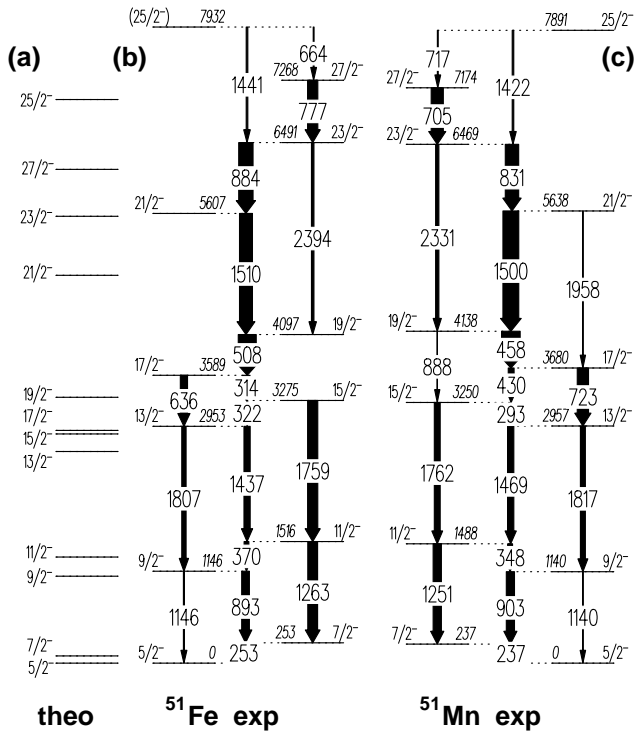 (25/2⁻) 7932 7891 25/2⁻
(a) (b) (c)
664 717
7268 27/2⁻ 27/2⁻ 7174
1441 1422
25/2⁻
777 705
6491 23/2⁻ 23/2⁻ 6469
27/2⁻
884 831
21/2⁻ 5607 5638 21/2⁻
23/2⁻
2394 2331
21/2⁻
1510 1500
1958
4097 19/2⁻ 19/2⁻ 4138
508 458
17/2⁻ 3589 888 3680 17/2⁻
314 430
636 3275 15/2⁻ 15/2⁻ 3250 723
19/2⁻
13/2⁻ 2953 322 293 2957 13/2⁻
17/2⁻
15/2⁻
13/2⁻
1759 1762
1437 1469
1807 1817
1516 11/2⁻ 11/2⁻ 1488
11/2⁻ 9/2⁻ 1146 370 348 1140 9/2⁻
9/2⁻
1263 1251
1146 893 903 1140
253 7/2⁻ 7/2⁻ 237
7/2⁻ 5/2⁻ 0 253 237 0 5/2⁻
5/2⁻
theo ⁵¹Fe exp ⁵¹Mn exp